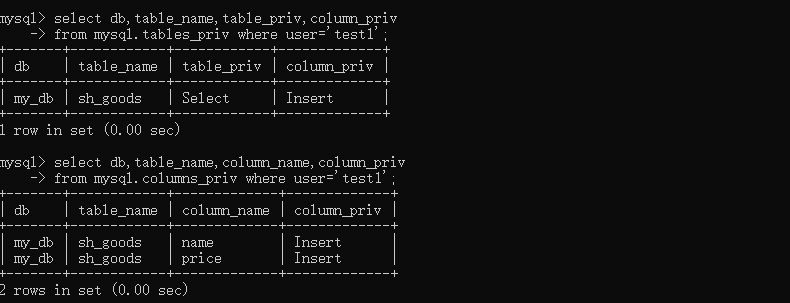 mysql> select db,table_name,table_priv,column_priv
    -> from mysql.tables_priv where user='test1';
+-------+------------+------------+-------------+
| db    | table_name | table_priv | column_priv |
+-------+------------+------------+-------------+
| my_db | sh_goods   | Select     | Insert      |
+-------+------------+------------+-------------+
1 row in set (0.00 sec)
mysql> select db,table_name,column_name,column_priv
    -> from mysql.columns_priv where user='test1';
+-------+------------+-------------+-------------+
| db    | table_name | column_name | column_priv |
+-------+------------+-------------+-------------+
| my_db | sh_goods   | name        | Insert      |
| my_db | sh_goods   | price       | Insert      |
+-------+------------+-------------+-------------+
2 rows in set (0.00 sec)